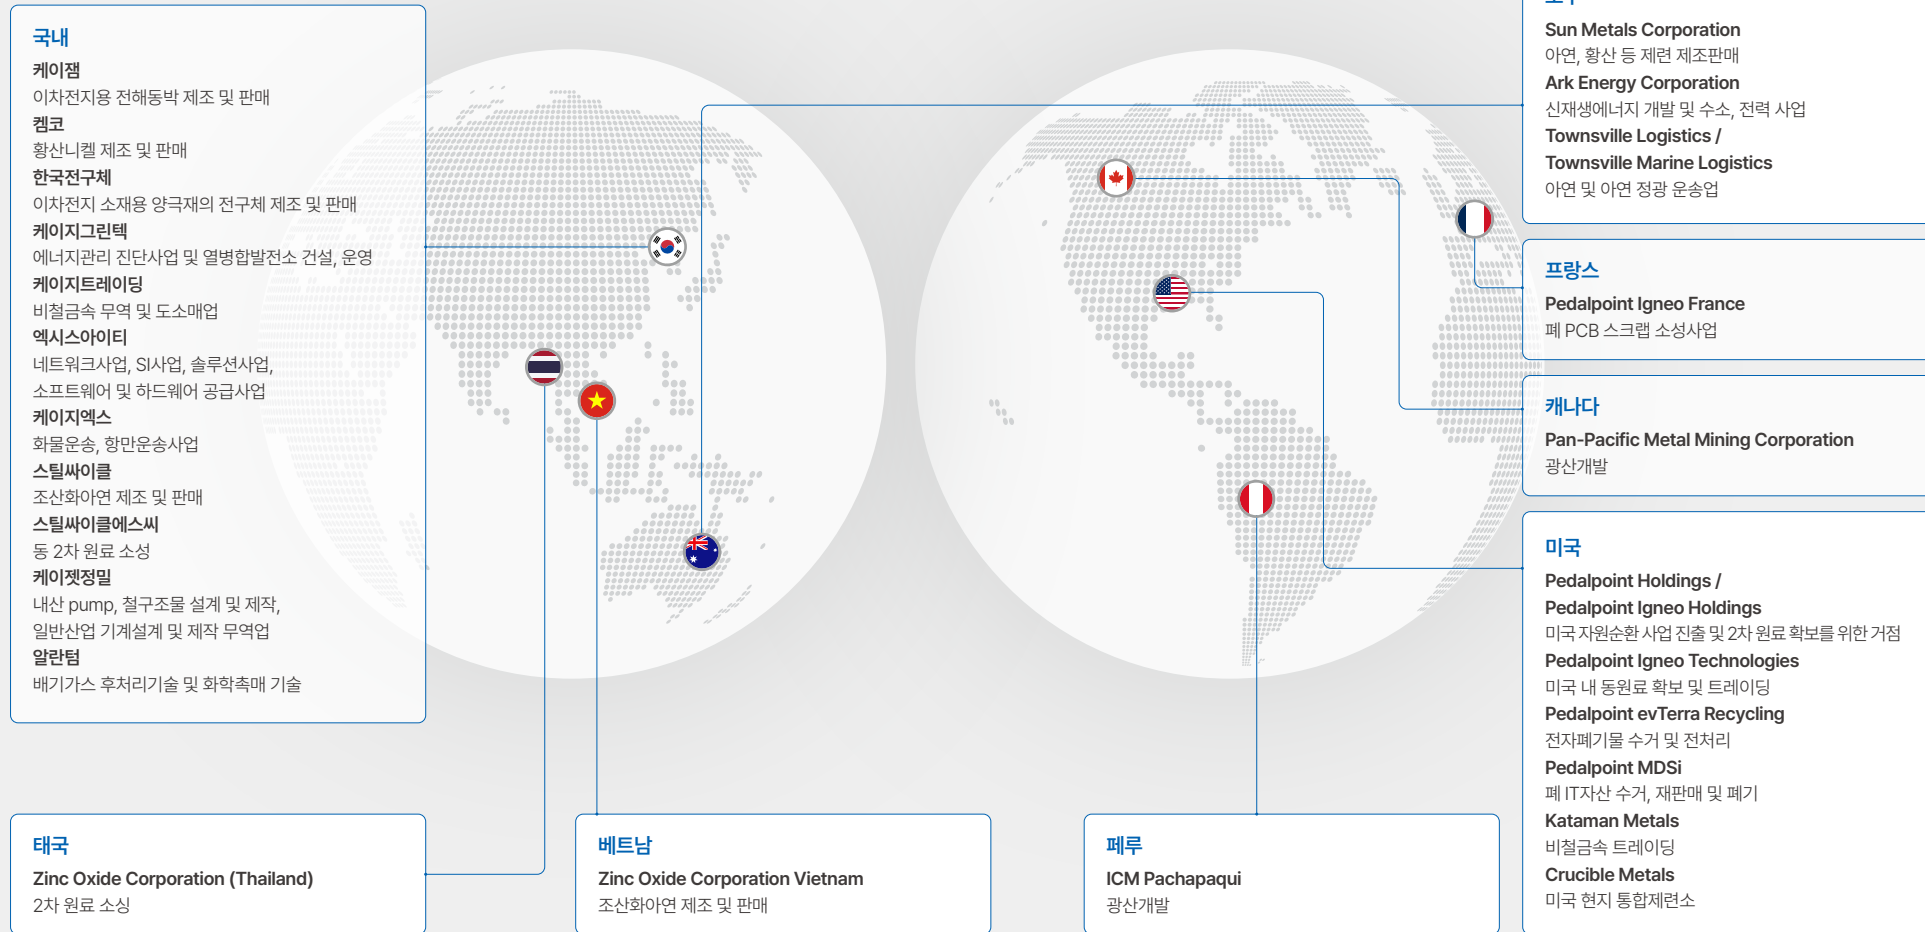 국내
케이잼
이차전지용 전해동박 제조 및 판매
켐코
황산니켈 제조 및 판매
한국전구체
이차전지 소재용 양극재의 전구체 제조 및 판매
케이지그린텍
에너지관리 진단사업 및 열병합발전소 건설, 운영
케이지트레이딩
비철금속 무역 및 도소매업
엑시스아이티
네트워크사업, SI사업, 솔루션사업,
소프트웨어 및 하드웨어 공급사업
케이지엑스
화물운송, 항만운송사업
스틸싸이클
조산화아연 제조 및 판매
스틸싸이클에스씨
동 2차 원료 소성
케이젯정밀
내산 pump, 철구조물 설계 및 제작,
일반산업 기계설계 및 제작 무역업
알란텀
배기가스 후처리기술 및 화학촉매 기술
태국
Zinc Oxide Corporation (Thailand)
2차 원료 소싱
베트남
Zinc Oxide Corporation Vietnam
조산화아연 제조 및 판매
페루
ICM Pachapaqui
광산개발
Sun Metals Corporation
아연, 황산 등 제련 제조판매
Ark Energy Corporation
신재생에너지 개발 및 수소, 전력 사업
Townsville Logistics /
Townsville Marine Logistics
아연 및 아연 정광 운송업
프랑스
Pedalpoint Igneo France
폐 PCB 스크랩 소성사업
캐나다
Pan-Pacific Metal Mining Corporation
광산개발
미국
Pedalpoint Holdings /
Pedalpoint Igneo Holdings
미국 자원순환 사업 진출 및 2차 원료 확보를 위한 거점
Pedalpoint Igneo Technologies
미국 내 동원료 확보 및 트레이딩
Pedalpoint evTerra Recycling
전자폐기물 수거 및 전처리
Pedalpoint MDSi
폐 IT자산 수거, 재판매 및 폐기
Kataman Metals
비철금속 트레이딩
Crucible Metals
미국 현지 통합제련소